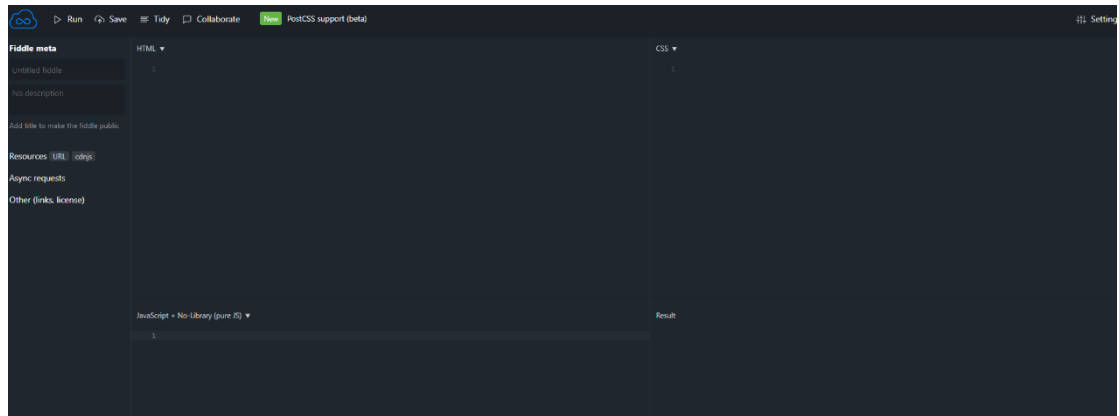 Run Save Tidy Collaborate New PostCSS support (beta) Setting
Fiddle meta
Untitled fiddle
No description
Add title to make the fiddle public.
Resources URL cdnjs
Async requests
Other (links, license)
HTML ▼
1
CSS ▼
1
JavaScript + No-Library (pure JS) ▼
1
Result